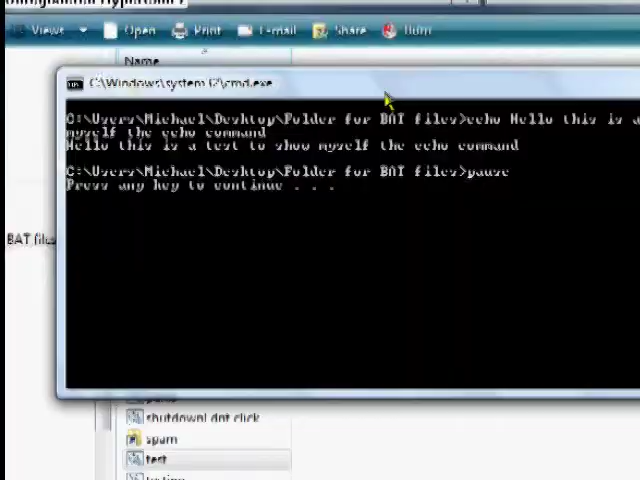 Views Open Print E-mail Share Burn
Name
C:\Windows\system32\cmd.exe
C:\Users\Michael\Desktop\Folder for BAT files>echo Hello this is a
myself the echo command
Hello this is a test to show myself the echo command
C:\Users\Michael\Desktop\Folder for BAT files>pause
Press any key to continue . . .
BAT files
shutdown! dnt click
spam
test